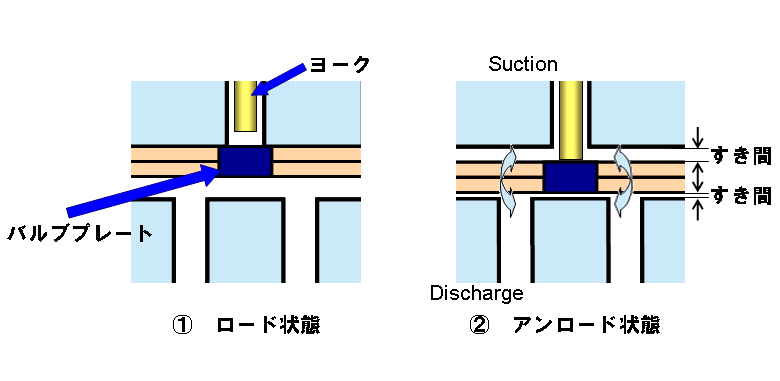 ヨーク
バルブプレート
① ロード状態
Suction
すき間
すき間
Discharge
② アンロード状態